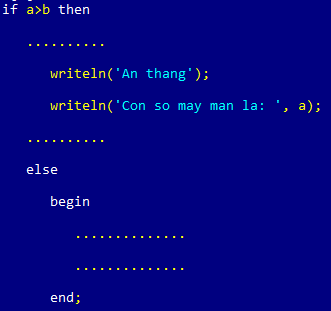 if a>b then
..........
writeln('An thang');
writeln('Con so may man la: ', a);
..........
else
begin
..............
..............
end;